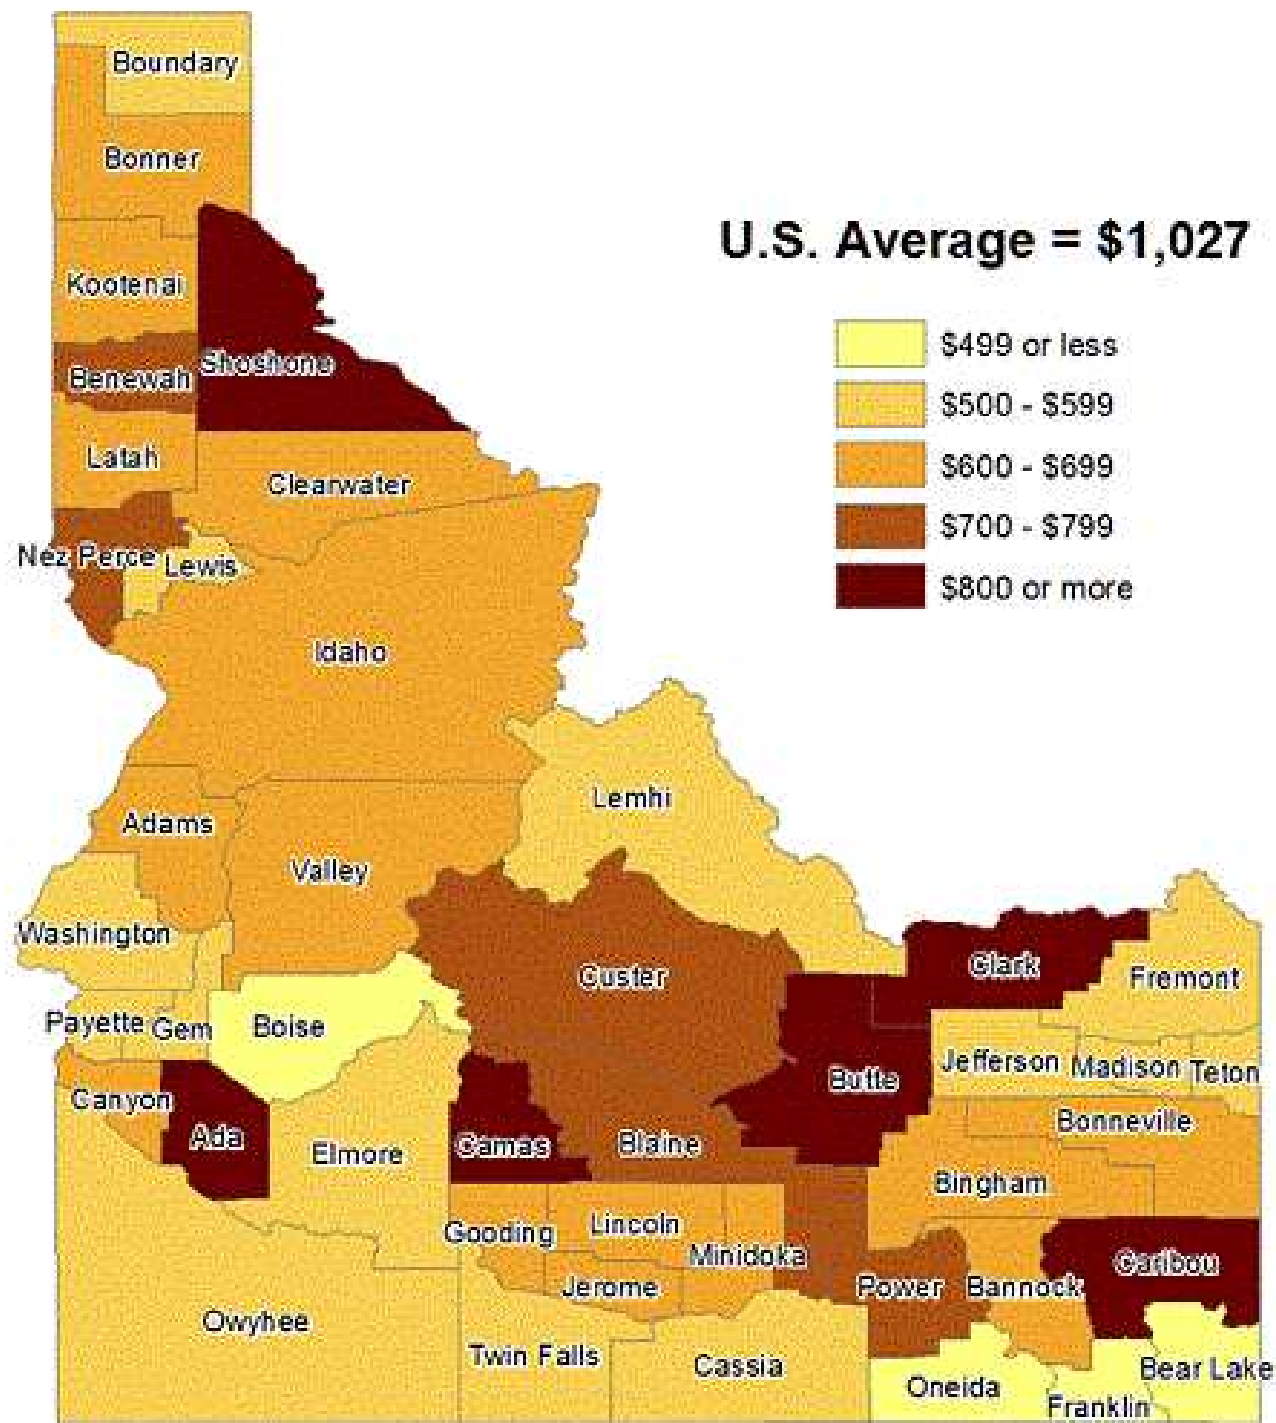 Boundary
Bonner
U.S. Average = $1,027
Kootenai
$499 or less
Shoshone
Benewah
$500 - $599
Latah
$600 - $699
Clearwater
$700 - $799
Nez Perce
Lewis
$800 or more
Idaho
Lemhi
Adams
Valley
Washington
Custer
Clark
Fremont
Payette
Gem
Boise
Jefferson
Madison
Teton
Butte
Canyon
Ada
Elmore
Camas
Blaine
Bonneville
Bingham
Gooding
Lincoln
Minidoka
Caribou
Jerome
Power
Bannock
Owyhee
Twin Falls
Cassia
Bear Lake
Oneida
Franklin